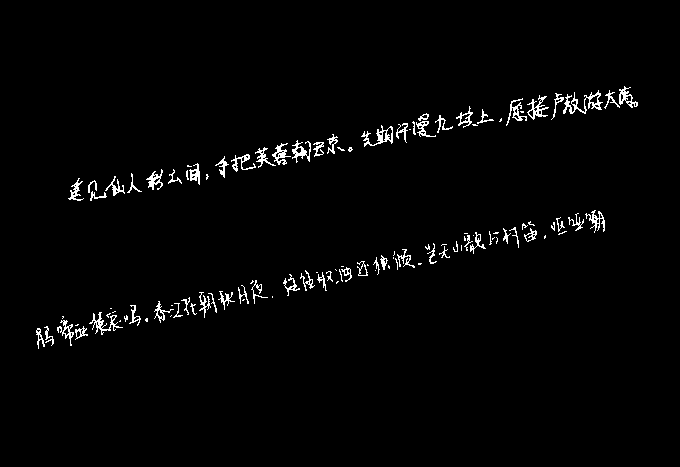 遥见仙人彩云间，手把芙蓉朝玉京。先期汗漫九垓上，愿接卢敖游太清。
鹃啼血猿哀鸣。春江花朝秋月夜，往往取酒还独倾。岂无山歌与村笛，呕哑嘲